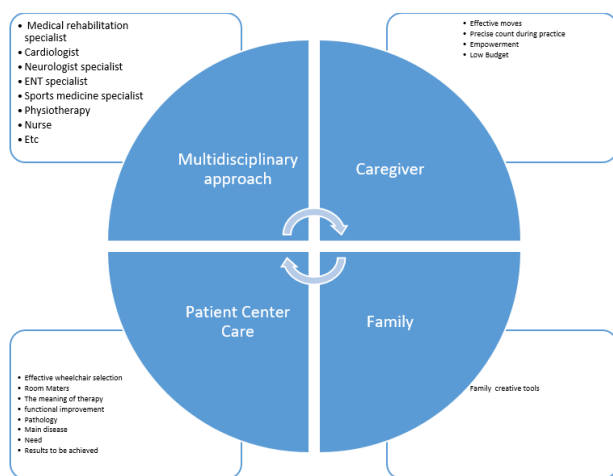 • Medical rehabilitation
specialist
• Cardiologist
• Neurologist specialist
• ENT specialist
• Sports medicine specialist
• Physiotherapy
• Nurse
• Etc
• Effective moves
• Precise count during practice
• Empowerment
• Low Budget
Multidisciplinary
approach
Caregiver
Patient Center
Care
Family
• Effective wheelchair selection
• Room Maters
• The meaning of therapy
• functional improvement
• Pathology
• Main disease
• Need
• Results to be achieved
Family creative tools